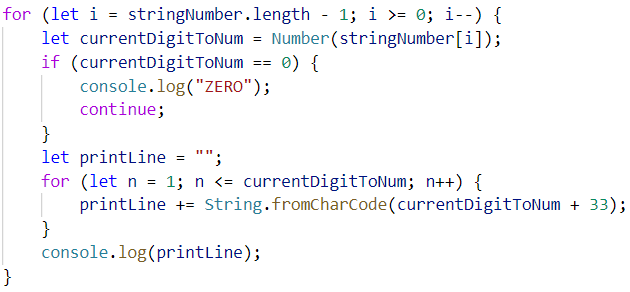 for (let i = stringNumber.length - 1; i >= 0; i--) {
    let currentDigitToNum = Number(stringNumber[i]);
    if (currentDigitToNum == 0) {
        console.log("ZERO");
        continue;
    }
    let printLine = "";
    for (let n = 1; n <= currentDigitToNum; n++) {
        printLine += String.fromCharCode(currentDigitToNum + 33);
    }
    console.log(printLine);
}